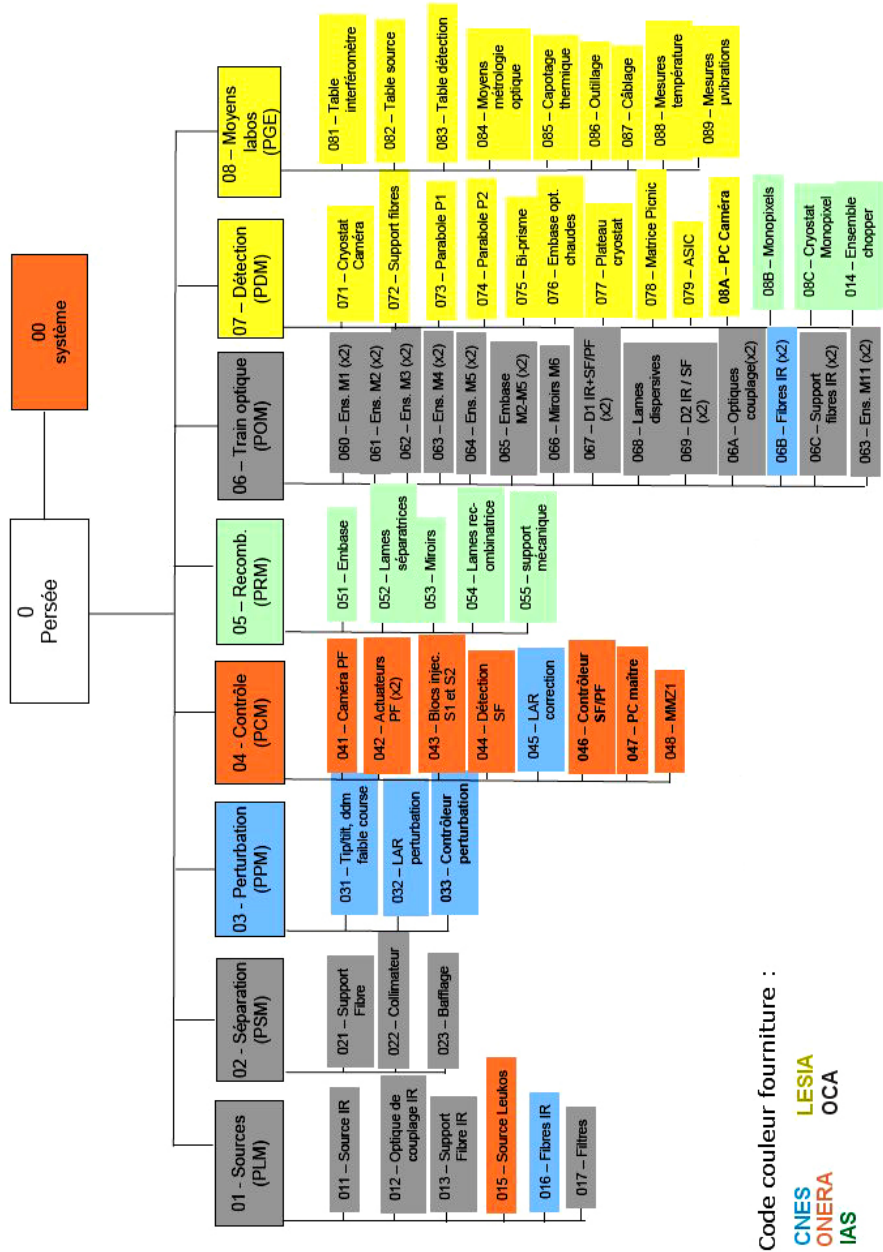 0
Persée
00
système
01 - Sources
(PLM)
011 – Source IR
012 – Optique de
couplage IR
013 – Support
Fibre IR
015 – Source Leukos
016 – Fibres IR
017 – Filtres
02 - Séparation
(PSM)
021 – Support
Fibre
022 – Collimateur
023 – Bafflage
03 - Perturbation
(PPM)
031 – Tip/tilt, ddm
faible course
032 – LAR
perturbation
033 – Contrôleur
perturbation
04 - Contrôle
(PCM)
041 – Caméra PF
042 – Actuateurs
PF (x2)
043 – Blocs injec.
S1 et S2
044 – Détection
SF
045 – LAR
correction
046 – Contrôleur
SF/PF
047 – PC maître
048 – MMZ1
05 – Recomb.
(PRM)
051 – Embase
052 – Lames
séparatrices
053 – Miroirs
054 – Lames rec-
ombinatrice
055 – support
mécanique
06 – Train optique
(POM)
060 – Ens. M1 (x2)
061 – Ens. M2 (x2)
062 – Ens. M3 (x2)
063 – Ens. M4 (x2)
064 – Ens. M5 (x2)
065 – Embase
M2-M5 (x2)
066 – Miroirs M6
067 – D1 IR+SF/PF
(x2)
068 – Lames
dispersives
069 – D2 IR / SF
(x2)
06A – Optiques
couplage(x2)
06B – Fibres IR (x2)
06C – Support
fibres IR (x2)
063 – Ens. M11 (x2)
07 – Détection
(PDM)
071 – Cryostat
Caméra
072 – Support fibres
073 – Parabole P1
074 – Parabole P2
075 – Bi-prisme
076 – Embase opt.
chaudes
077 – Plateau
cryostat
078 – Matrice Picnic
079 – ASIC
08A – PC Caméra
08B – Monopixels
08C – Cryostat
Monopixel
014 – Ensemble
chopper
08 – Moyens
labos
(PGE)
081 – Table
interféromètre
082 – Table source
083 – Table détection
084 – Moyens
métrologie
optique
085 – Capotage
thermique
086 – Outillage
087 – Câblage
088 – Mesures
température
089 – Mesures
µvibrations
Code couleur fourniture :
CNES
ONERA
IAS
LESIA
OCA